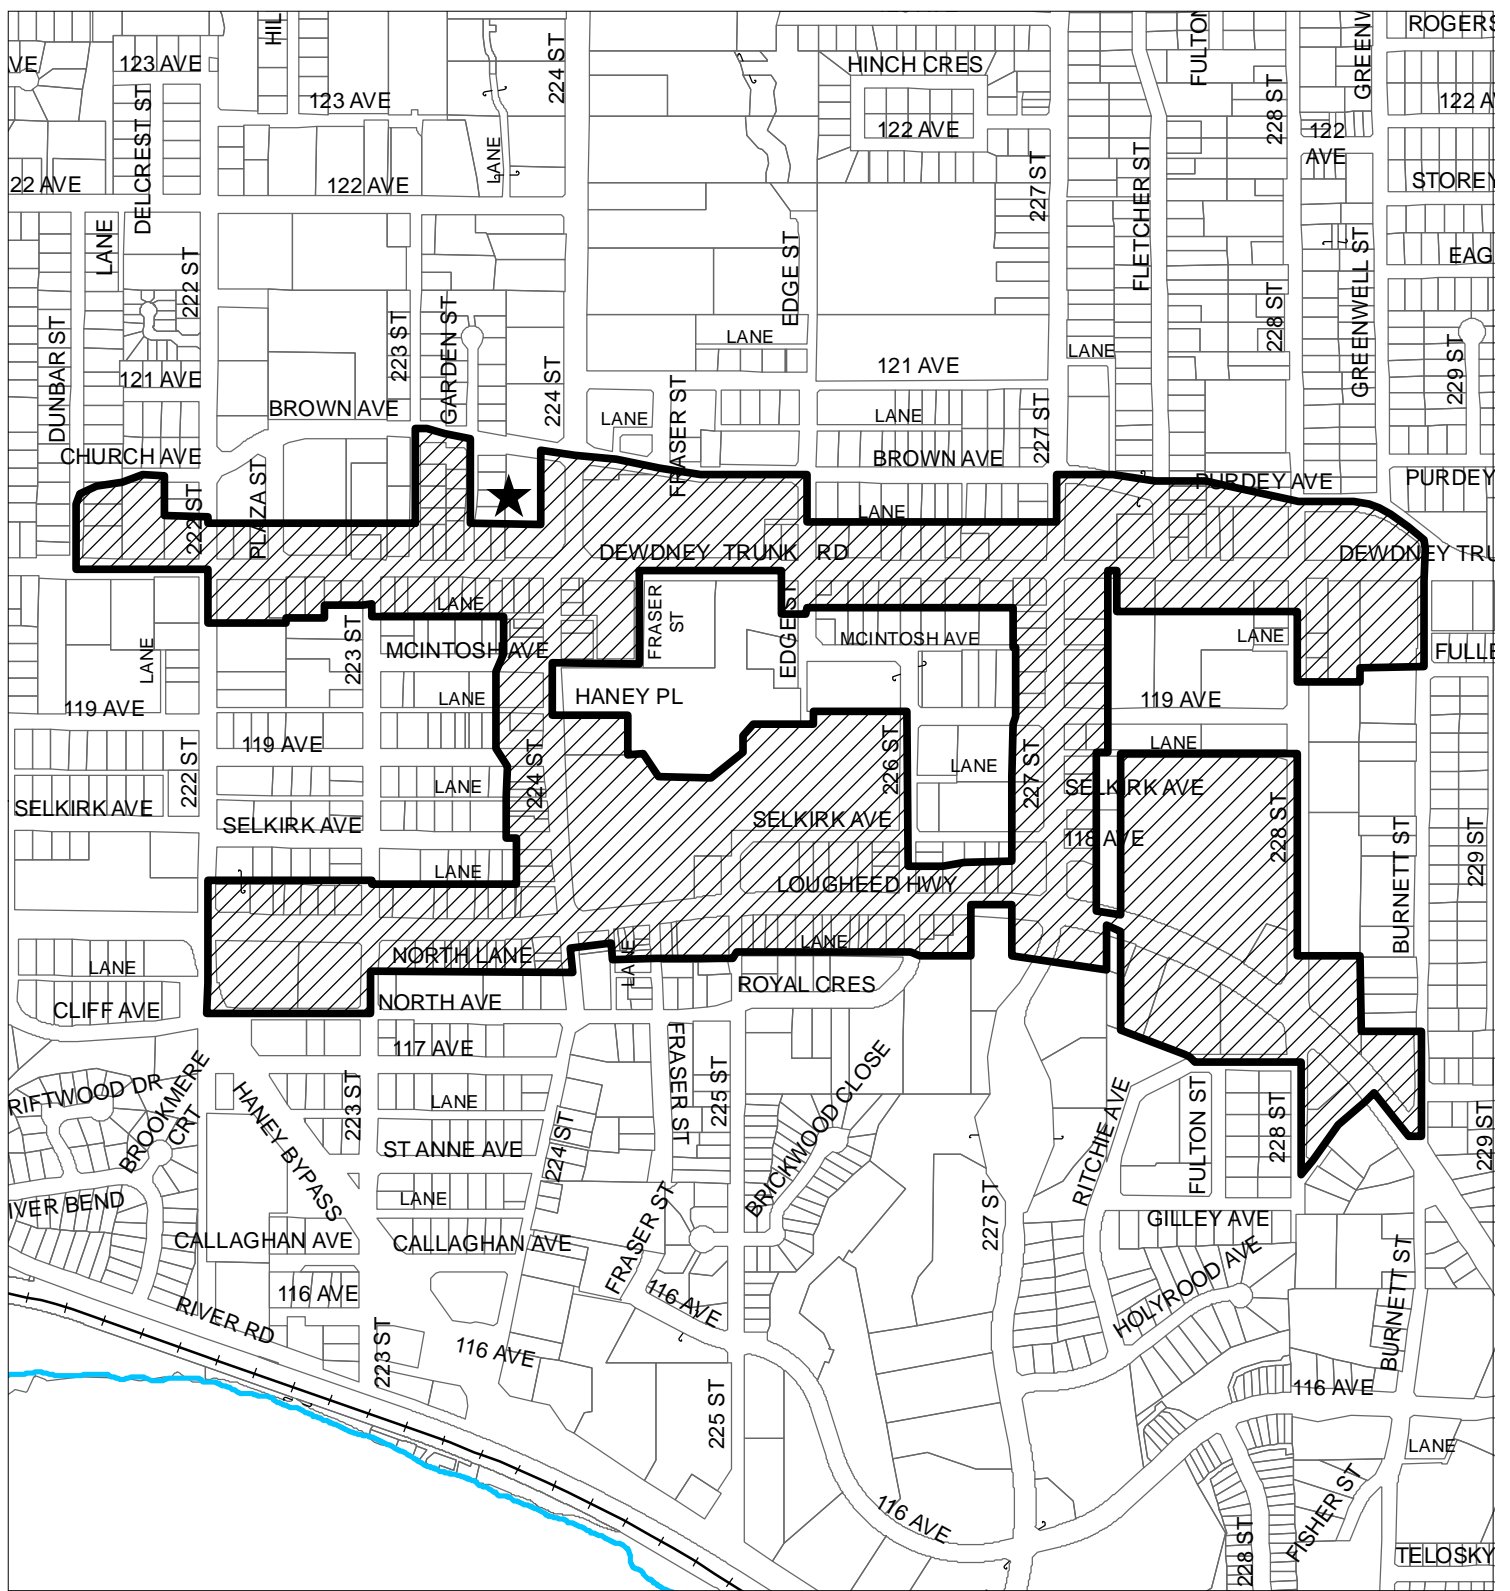 HIL
224 ST
FULTON
GREENW
ROGERS
VE
123 AVE
HINCH CRES
123 AVE
228 ST
122 A
DELCREST ST
LANE
122 AVE
122
AVE
22 AVE
122 AVE
227 ST
FLETCHER ST
STOREY
LANE
222 ST
EDGE ST
GREENWELL ST
EAG
DUNBAR ST
223 ST
GARDEN ST
LANE
228 ST
121 AVE
224 ST
121 AVE
LANE
229 ST
BROWN AVE
LANE
FRASER ST
LANE
227 ST
CHURCH AVE
BROWN AVE
222 ST
PLAZA ST
LANE
PURDEY AVE
PURDEY
DEWDNEY TRUNK RD
DEWDNEY TRU
LANE
FRASER
ST
EDGE ST
LANE
223 ST
MCINTOSH AVE
MCINTOSH AVE
LANE
FULLE
119 AVE
LANE
HANEY PL
119 AVE
222 ST
119 AVE
224 ST
226 ST
LANE
227 ST
LANE
SELKIRK AVE
LANE
SELKIRK AVE
SELKIRK AVE
SELKIRK AVE
118 AVE
228 ST
BURNETT ST
229 ST
LANE
LOUGHEED HWY
LANE
NORTH LANE
LANE
LANE
CLIFF AVE
NORTH AVE
ROYAL CRES
117 AVE
FRASER ST
225 ST
BRICKWOOD CLOSE
RIFTWOOD DR
BROOKMERE
CRT
HANEY BYPASS
223 ST
LANE
ST ANNE AVE
224 ST
RITCHIE AVE
FULTON ST
228 ST
229 ST
IVER BEND
LANE
FRASER ST
227 ST
GILLEY AVE
CALLAGHAN AVE
CALLAGHAN AVE
116 AVE
116 AVE
HOLYROOD AVE
BURNETT ST
RIVER RD
223 ST
116 AVE
225 ST
116 AVE
LANE
116 AVE
228 ST
FISHER ST
TELOSKY